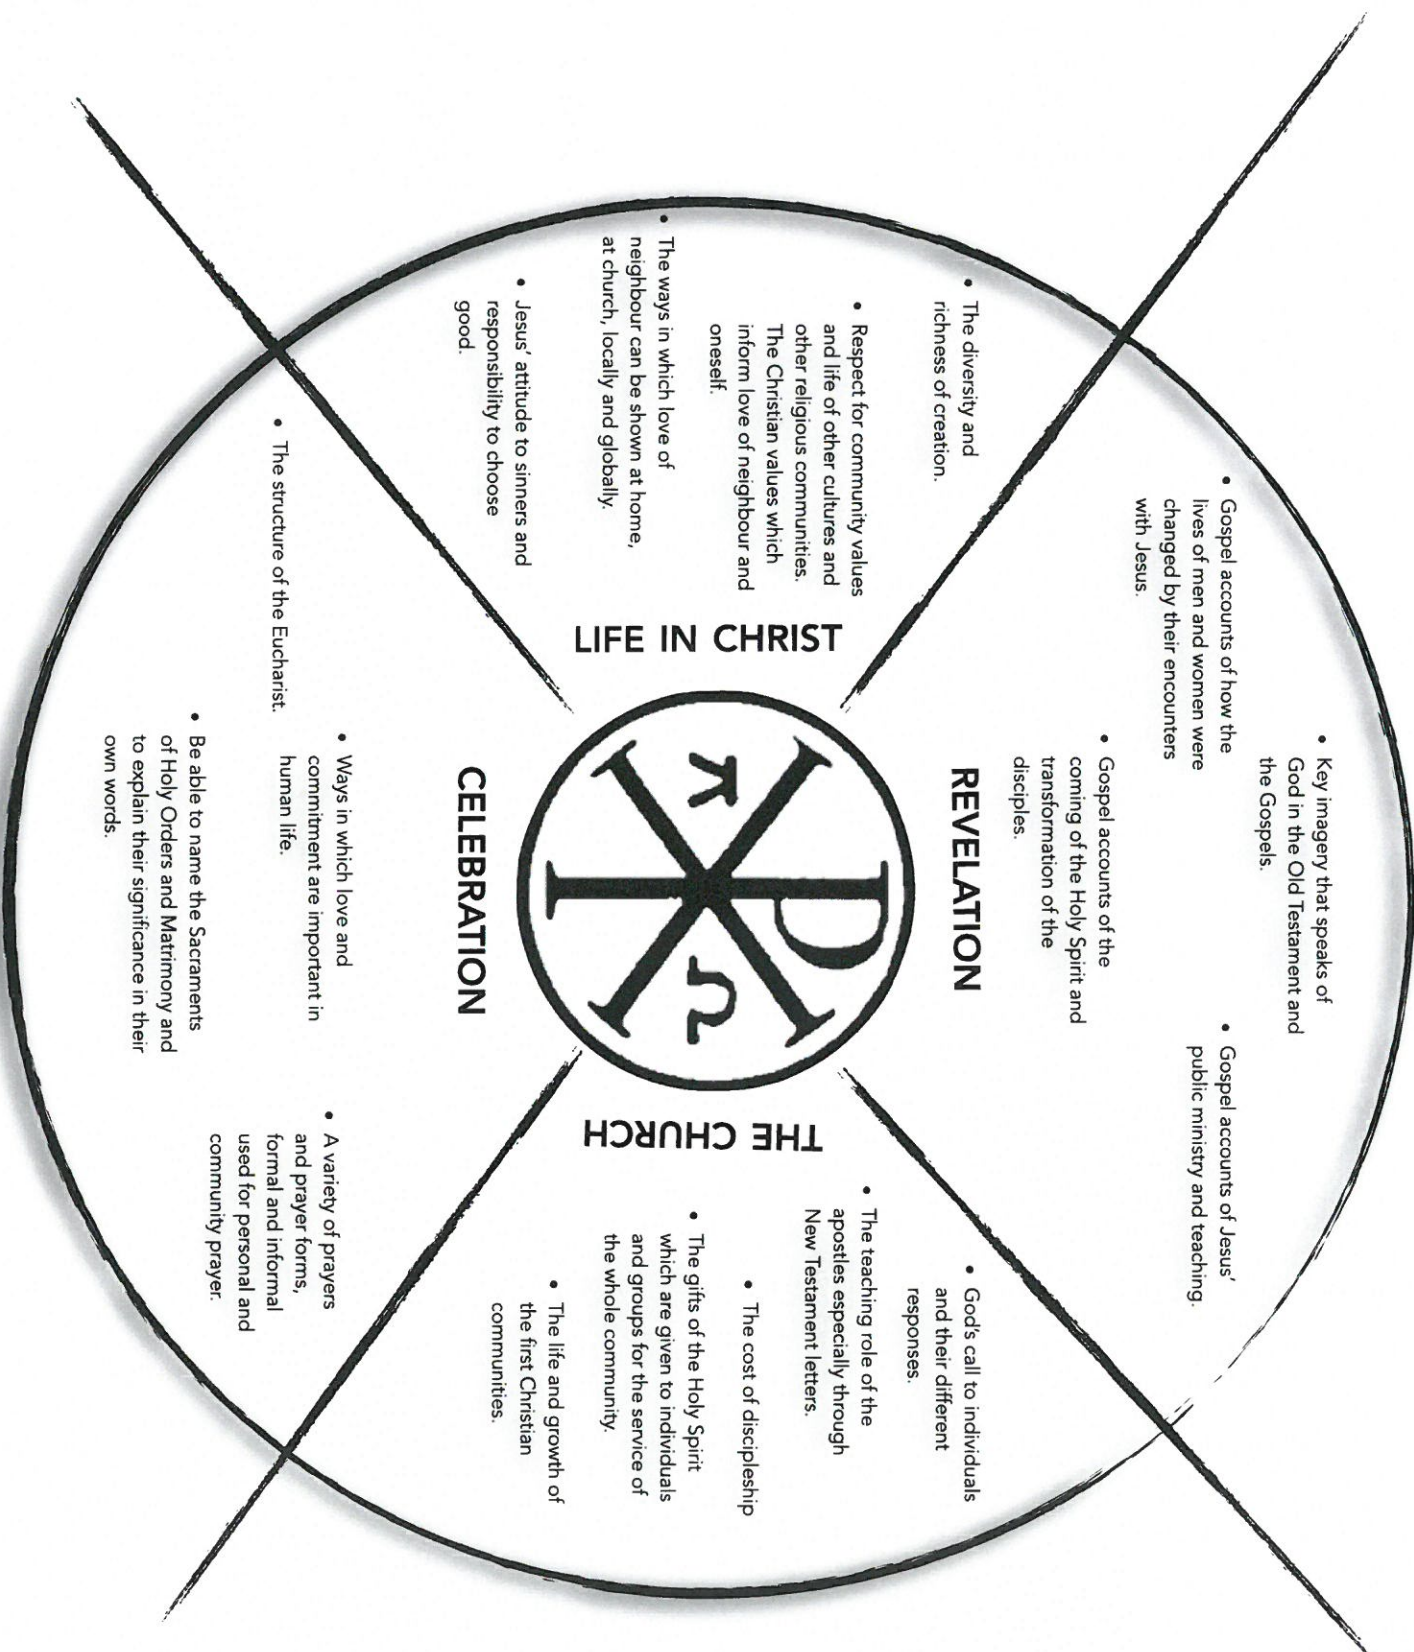 REVELATION
• Key imagery that speaks of
God in the Old Testament and
the Gospels.
• Gospel accounts of how the
lives of men and women were
changed by their encounters
with Jesus.
• Gospel accounts of Jesus’
public ministry and teaching.
• Gospel accounts of the
coming of the Holy Spirit and
transformation of the
disciples.
LIFE IN CHRIST
• The diversity and
richness of creation.
• Respect for community values
and life of other cultures and
other religious communities.
The Christian values which
inform love of neighbour and
oneself.
• The ways in which love of
neighbour can be shown at home,
at church, locally and globally.
• Jesus’ attitude to sinners and
responsibility to choose
good.
THE CHURCH
• God’s call to individuals
and their different
responses.
• The teaching role of the
apostles especially through
New Testament letters.
• The cost of discipleship
• The gifts of the Holy Spirit
which are given to individuals
and groups for the service of
the whole community.
• The life and growth of
the first Christian
communities.
CELEBRATION
• Ways in which love and
commitment are important in
human life.
• The structure of the Eucharist.
• Be able to name the Sacraments
of Holy Orders and Matrimony and
to explain their significance in their
own words.
• A variety of prayers
and prayer forms,
formal and informal
used for personal and
community prayer.